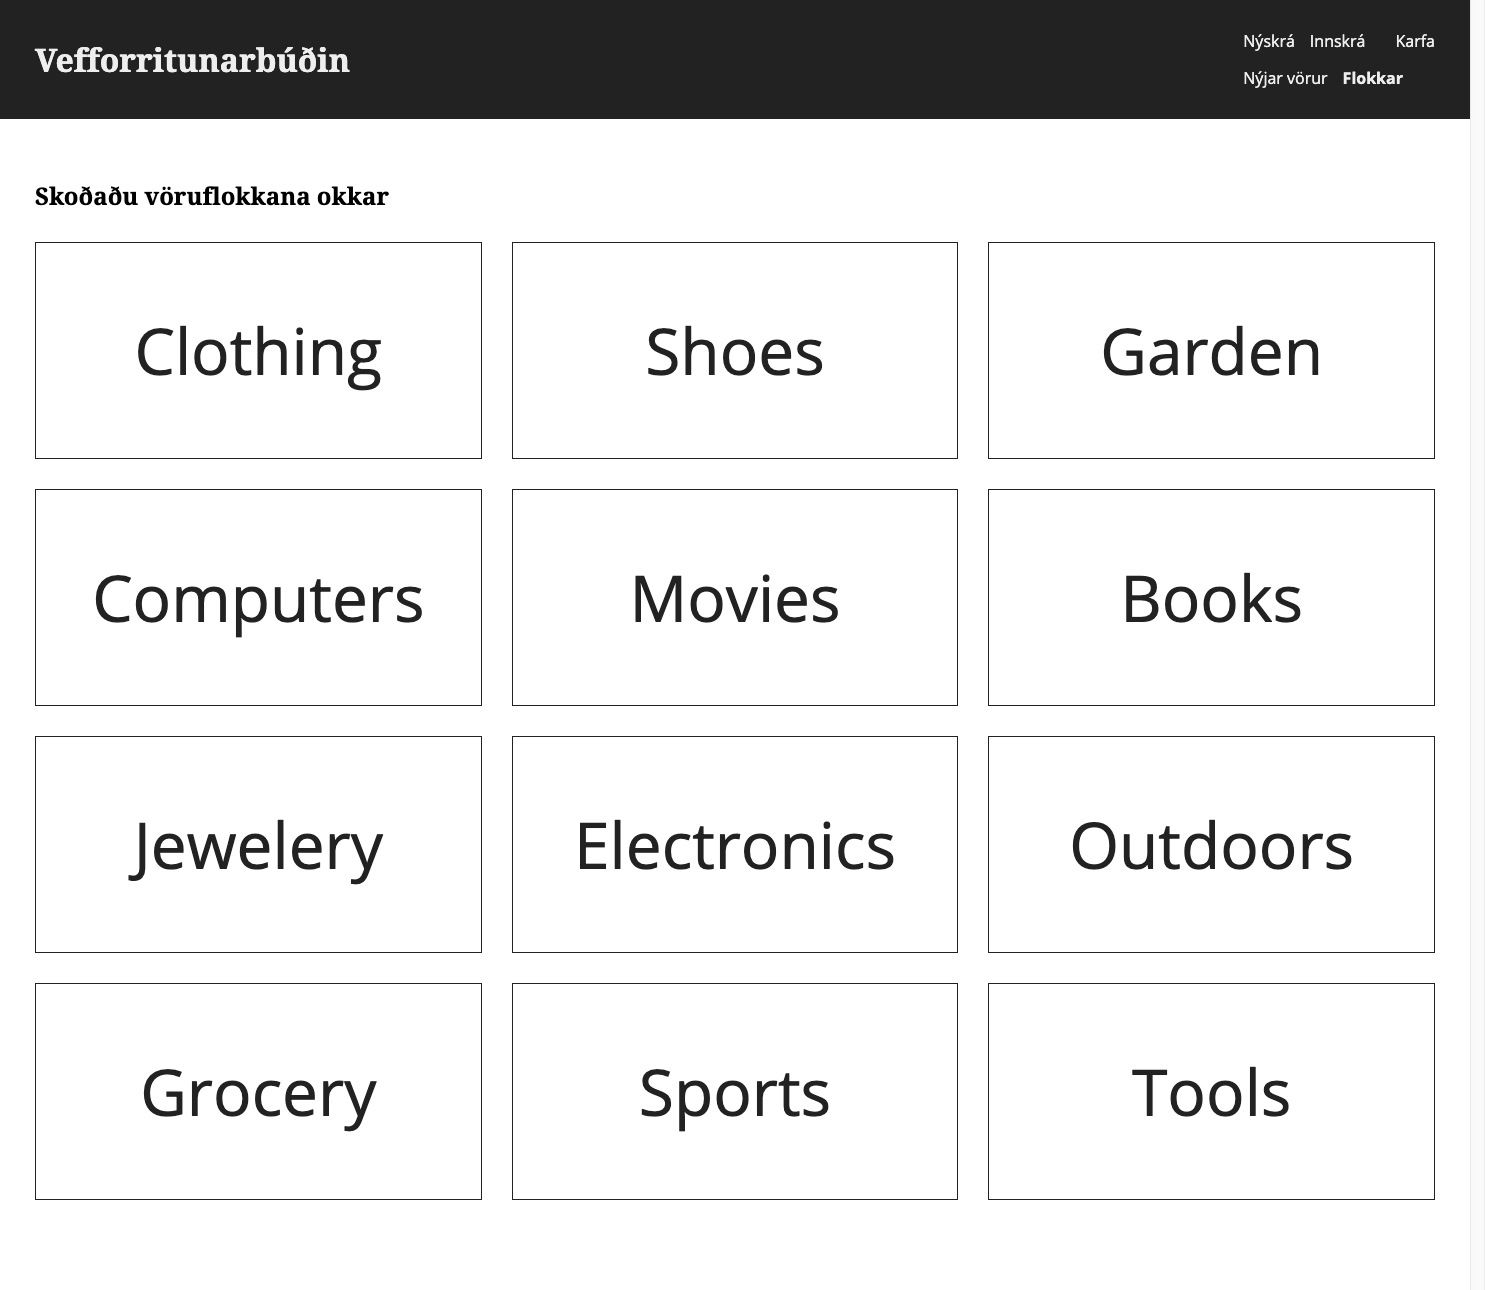 Vefforritunarbúðin
Nýskrá Innskrá Karfa
Nýjar vörur Flokkar
Skoðaðu vöruflokkana okkar
Clothing
Shoes
Garden
Computers
Movies
Books
Jewelery
Electronics
Outdoors
Grocery
Sports
Tools